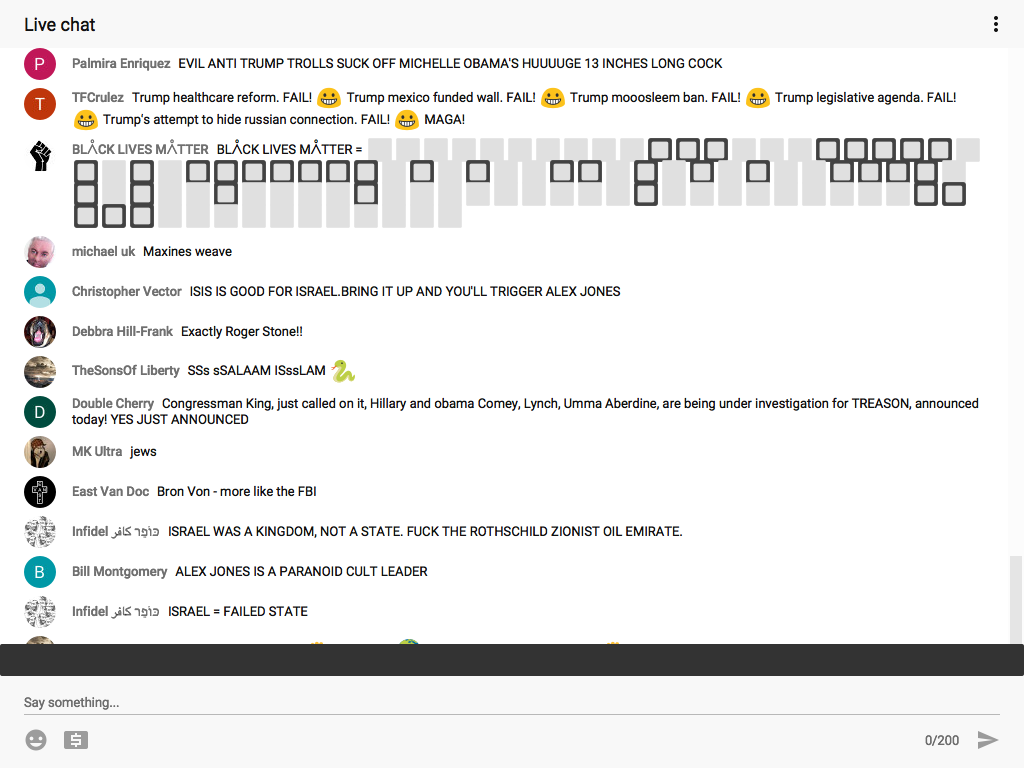 Live chat
Palmira Enriquez EVIL ANTI TRUMP TROLLS SUCK OFF MICHELLE OBAMA'S HUUUUGE 13 INCHES LONG COCK
TFCrulez Trump healthcare reform. FAIL! 😀 Trump mexico funded wall. FAIL! 😀 Trump mooosleem ban. FAIL! 😀 Trump legislative agenda. FAIL!
😀 Trump's attempt to hide russian connection. FAIL! 😀 MAGA!
BLÅCK LIVES MÅTTER BLÅCK LIVES MÅTTER =
michael uk Maxines weave
Christopher Vector ISIS IS GOOD FOR ISRAEL.BRING IT UP AND YOU'LL TRIGGER ALEX JONES
Debbra Hill-Frank Exactly Roger Stone!!
TheSonsOf Liberty SSs sSALAAM ISssLAM 🐍
Double Cherry Congressman King, just called on it, Hillary and obama Comey, Lynch, Umma Aberdine, are being under investigation for TREASON, announced
today! YES JUST ANNOUNCED
MK Ultra jews
East Van Doc Bron Von - more like the FBI
Infidel כּוֹפֵר كافر ISRAEL WAS A KINGDOM, NOT A STATE. FUCK THE ROTHSCHILD ZIONIST OIL EMIRATE.
Bill Montgomery ALEX JONES IS A PARANOID CULT LEADER
Infidel כּוֹפֵר كافر ISRAEL = FAILED STATE
Say something...
0/200